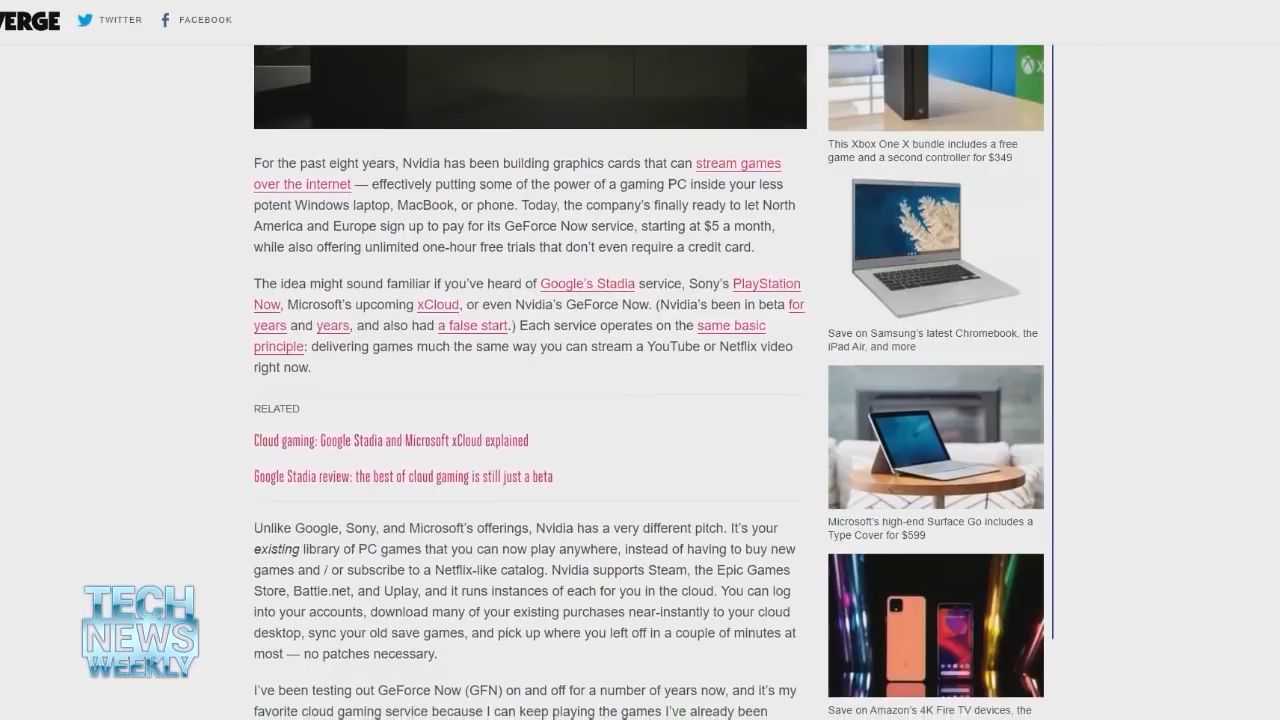 VERGE
TWITTER
FACEBOOK
For the past eight years, Nvidia has been building graphics cards that can stream games
over the internet — effectively putting some of the power of a gaming PC inside your less
potent Windows laptop, MacBook, or phone. Today, the company's finally ready to let North
America and Europe sign up to pay for its GeForce Now service, starting at $5 a month,
while also offering unlimited one-hour free trials that don't even require a credit card.
The idea might sound familiar if you've heard of Google's Stadia service, Sony's PlayStation
Now, Microsoft's upcoming xCloud, or even Nvidia's GeForce Now. (Nvidia's been in beta for
years and years, and also had a false start.) Each service operates on the same basic
principle: delivering games much the same way you can stream a YouTube or Netflix video
right now.
RELATED
Cloud gaming: Google Stadia and Microsoft xCloud explained
Google Stadia review: the best of cloud gaming is still just a beta
Unlike Google, Sony, and Microsoft's offerings, Nvidia has a very different pitch. It's your
existing library of PC games that you can now play anywhere, instead of having to buy new
games and / or subscribe to a Netflix-like catalog. Nvidia supports Steam, the Epic Games
Store, Battle.net, and Uplay, and it runs instances of each for you in the cloud. You can log
into your accounts, download many of your existing purchases near-instantly to your cloud
desktop, sync your old save games, and pick up where you left off in a couple of minutes at
most — no patches necessary.
I've been testing out GeForce Now (GFN) on and off for a number of years now, and it's my
favorite cloud gaming service because I can keep playing the games I've already been
This Xbox One X bundle includes a free
game and a second controller for $349
Save on Samsung's latest Chromebook, the
iPad Air, and more
Microsoft's high-end Surface Go includes a
Type Cover for $599
Save on Amazon's 4K Fire TV devices, the
TECH
NEWS
WEEKLY